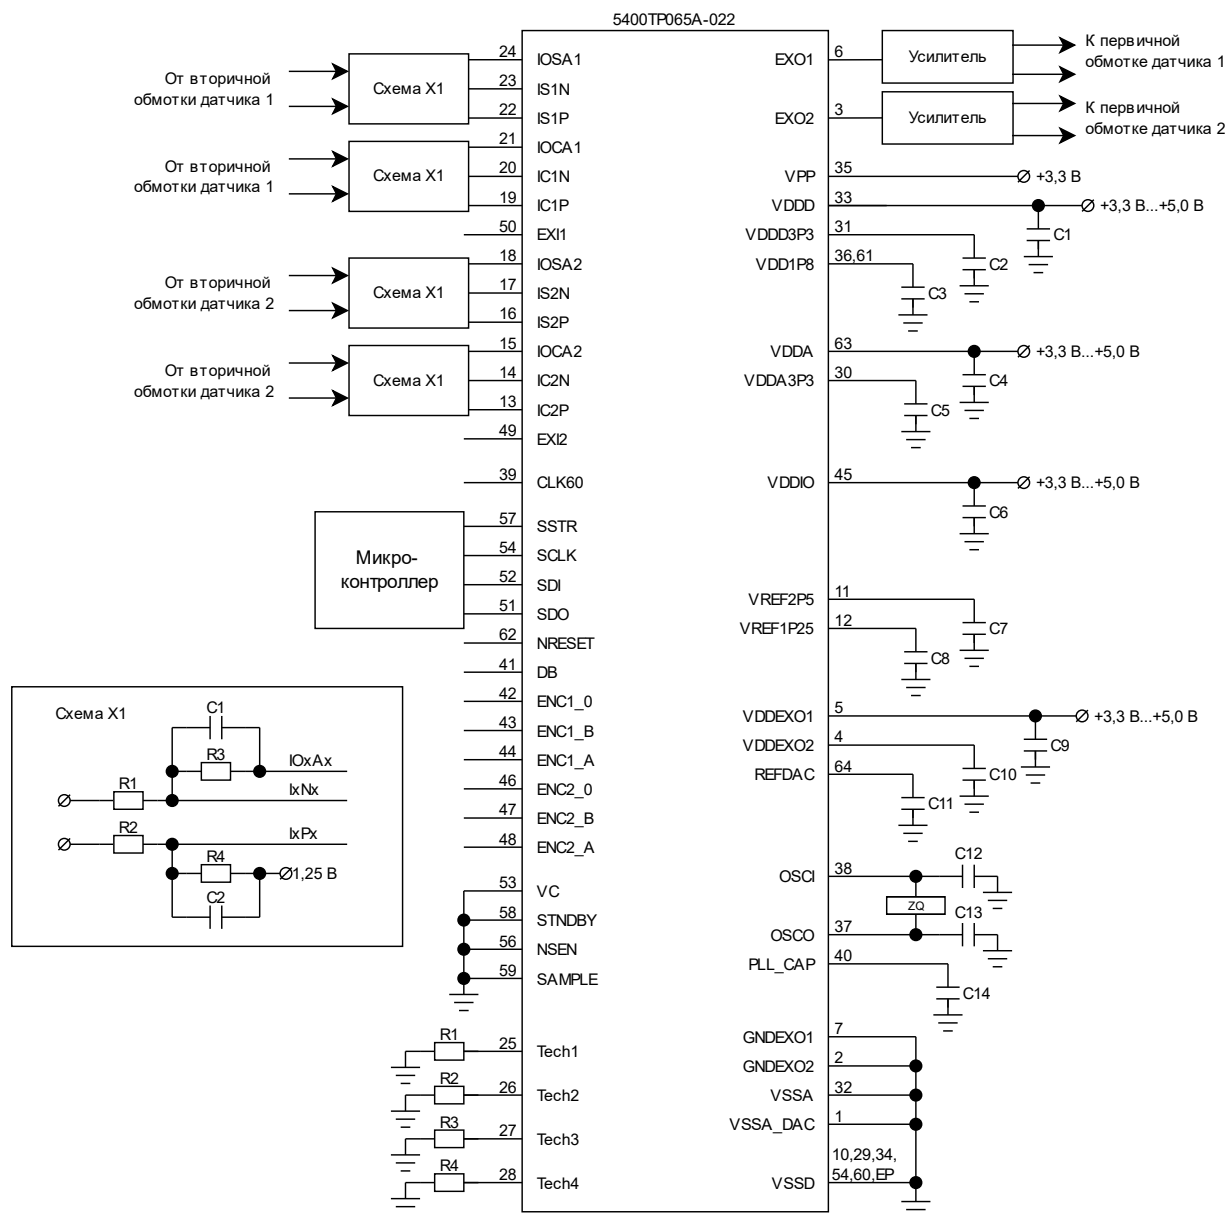 5400ТР065А-022
От вторичной
обмотки датчика 1
Схема X1
24 IOSA1
23 IS1N
22 IS1P
От вторичной
обмотки датчика 1
Схема X1
21 IOCA1
20 IC1N
19 IC1P
50 EXI1
От вторичной
обмотки датчика 2
Схема X1
18 IOSA2
17 IS2N
16 IS2P
От вторичной
обмотки датчика 2
Схема X1
15 IOCA2
14 IC2N
13 IC2P
49 EXI2
39 CLK60
Микро-
контроллер
57 SSTR
54 SCLK
52 SDI
51 SDO
62 NRESET
41 DB
42 ENC1_0
43 ENC1_B
44 ENC1_A
46 ENC2_0
47 ENC2_B
48 ENC2_A
53 VC
58 STNDBY
56 NSEN
59 SAMPLE
R1 25 Tech1
R2 26 Tech2
R3 27 Tech3
R4 28 Tech4
Схема X1
C1
R3 IOxAx
R1 IxNx
R2 IxPx
R4 1,25 В
C2
EXO1 6 Усилитель
К первичной
обмотке датчика 1
EXO2 3 Усилитель
К первичной
обмотке датчика 2
VPP 35 +3,3 В
VDDD 33 +3,3 В...+5,0 В
C1
VDDD3P3 31
C2
VDD1P8 36,61
C3
VDDA 63 +3,3 В...+5,0 В
C4
VDDA3P3 30
C5
VDDIO 45 +3,3 В...+5,0 В
C6
VREF2P5 11
C7
VREF1P25 12
C8
VDDEXO1 5 +3,3 В...+5,0 В
C9
VDDEXO2 4
C10
REFDAC 64
C11
OSCI 38 C12
ZQ
OSCO 37 C13
PLL_CAP 40
C14
GNDEXO1 7
GNDEXO2 2
VSSA 32
VSSA_DAC 1
10,29,34,
VSSD 54,60,EP